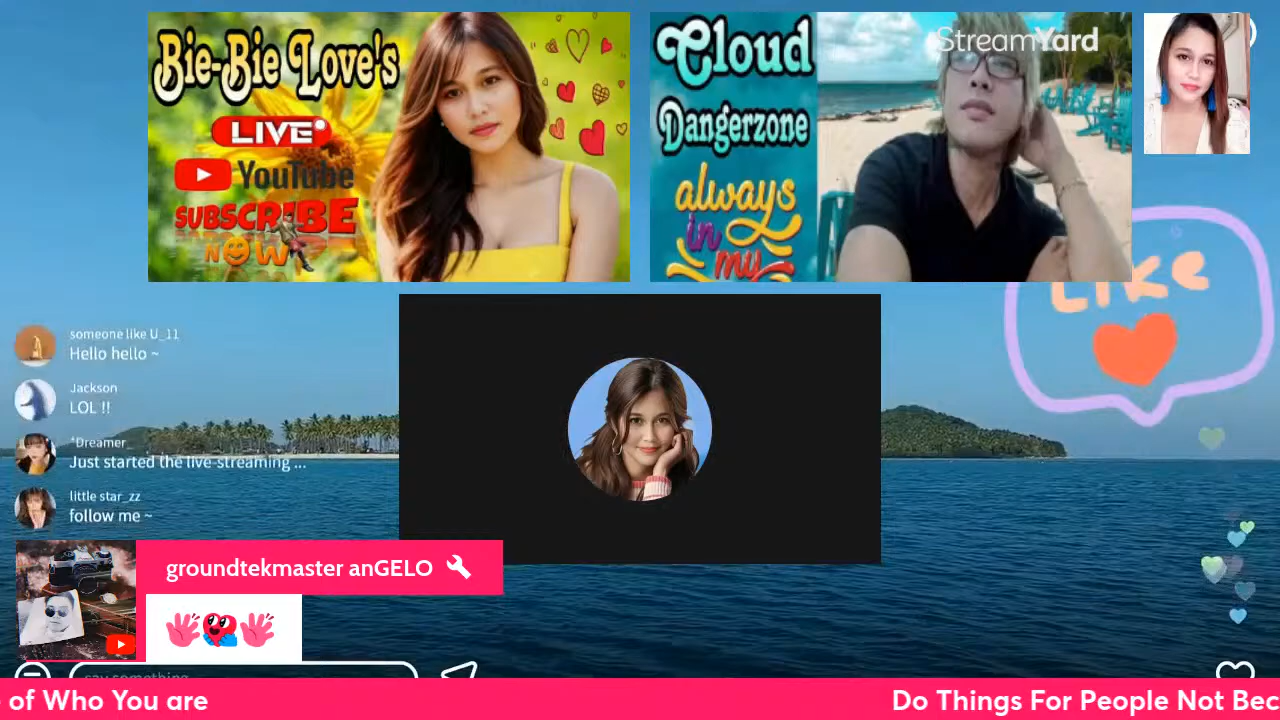 Bie-Bie Love's
LIVE
YouTube
SUBSCRIBE
NOW
Cloud
Dangerzone
always
in
my
StreamYard
LIKE
someone like U_11
Hello hello ~
Jackson
LOL !!
*Dreamer_
Just started the live-streaming ...
little star_zz
follow me ~
groundtekmaster anGELO
say something
of Who You are
Do Things For People Not Bec